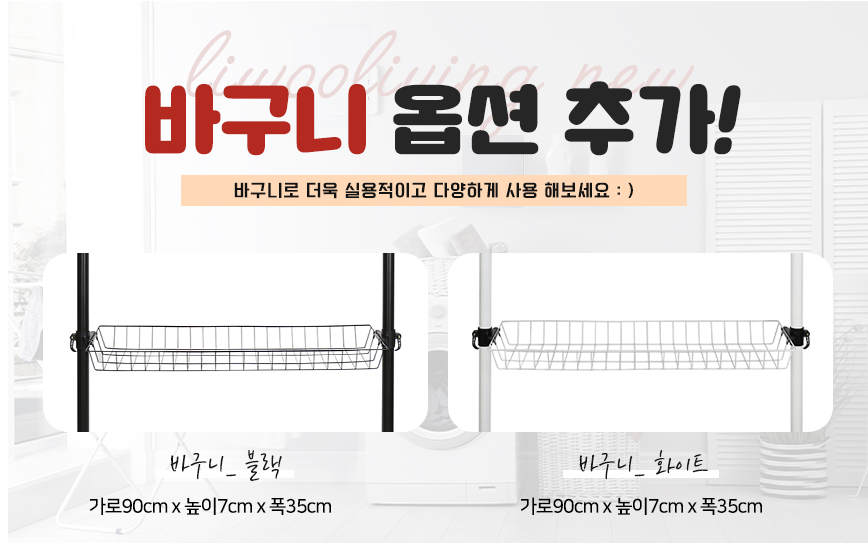 liwooliving new
바구니 옵션 추가!
바구니로 더욱 실용적이고 다양하게 사용 해보세요 : )
바구니_ 블랙
가로90cm x 높이7cm x 폭35cm
바구니_ 화이트
가로90cm x 높이7cm x 폭35cm